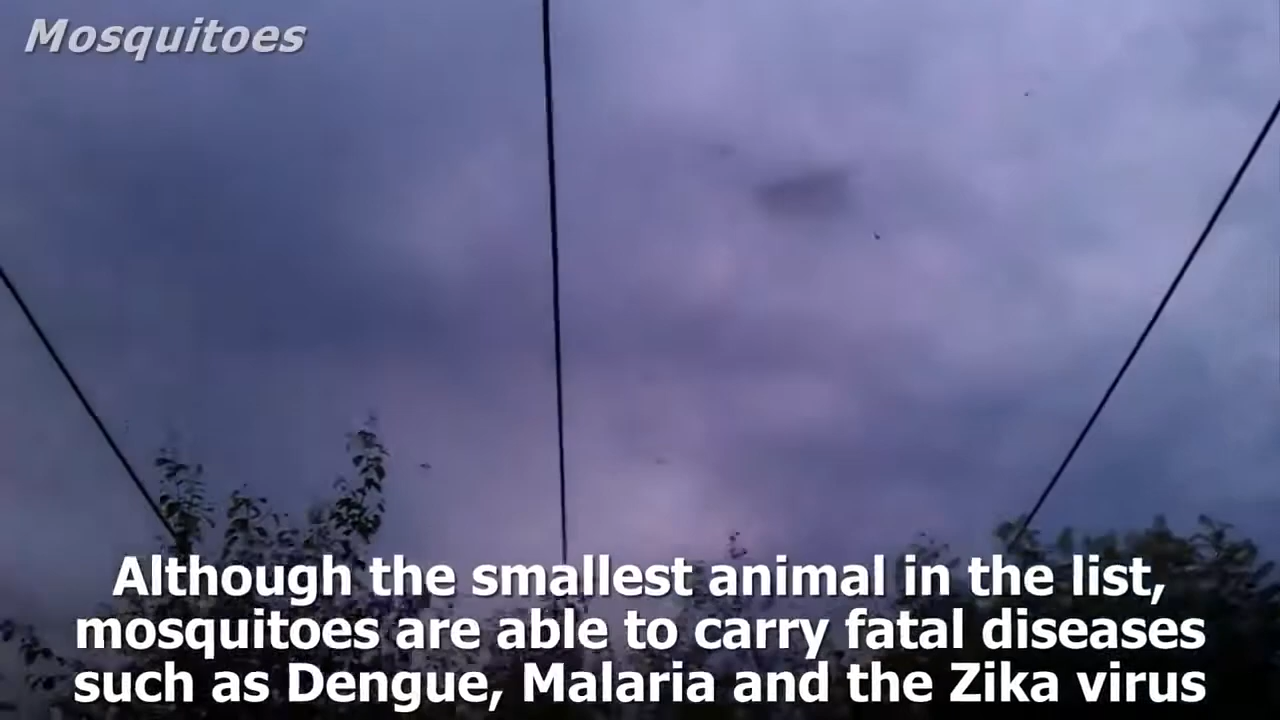 Mosquitoes
Although the smallest animal in the list,
mosquitoes are able to carry fatal diseases
such as Dengue, Malaria and the Zika virus